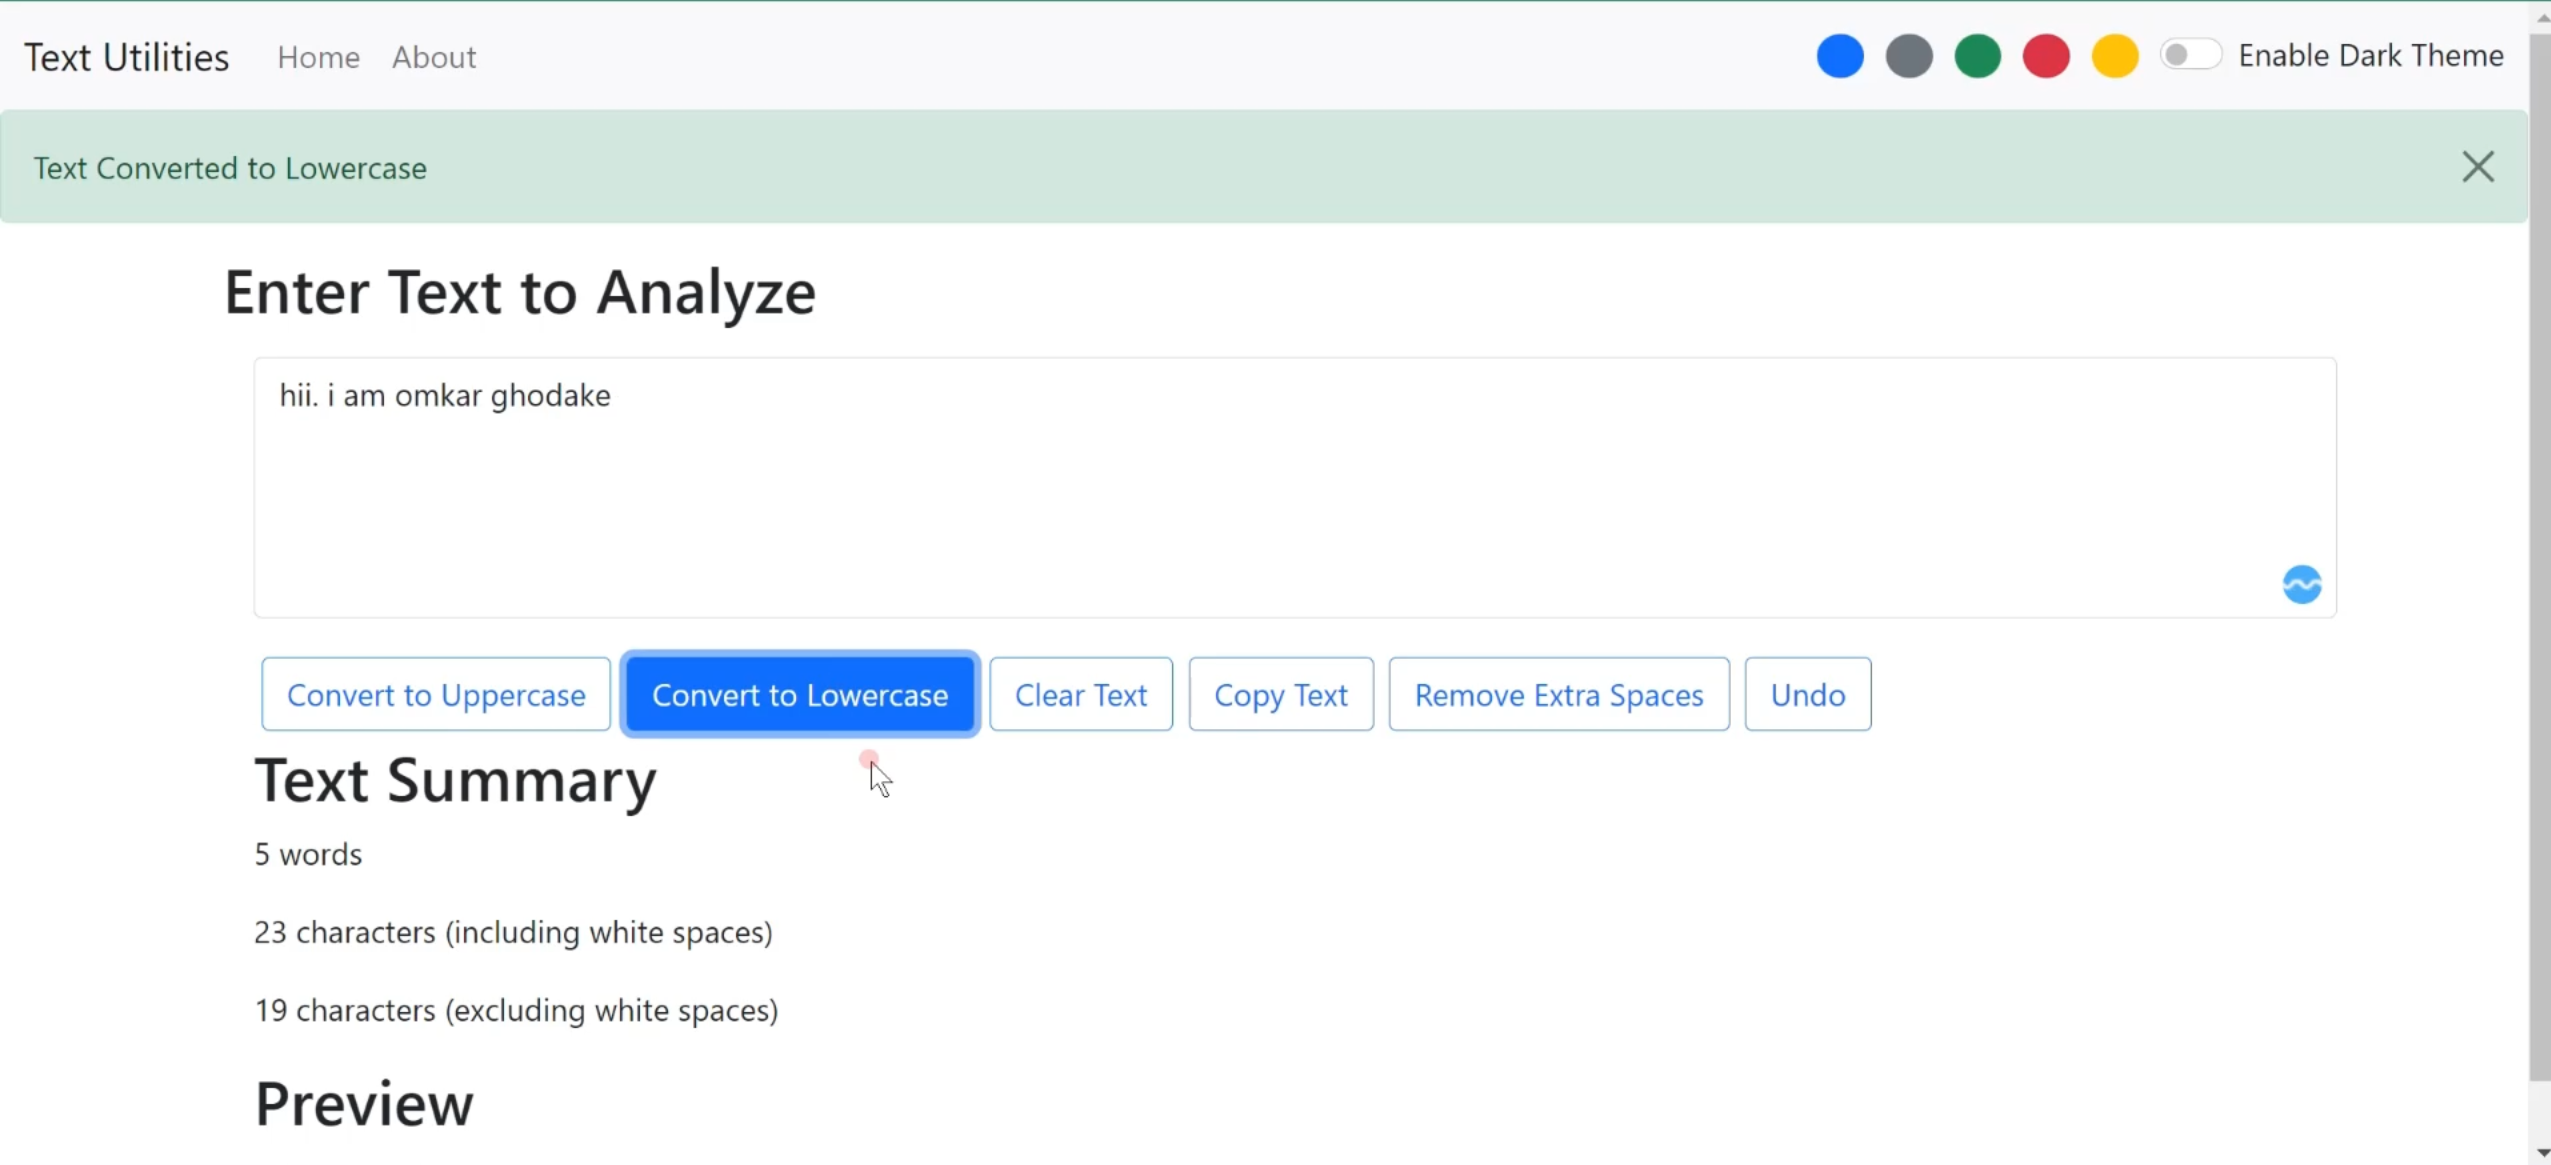 Text Utilities Home About Enable Dark Theme
Text Converted to Lowercase
Enter Text to Analyze
hii. i am omkar ghodake
Convert to Uppercase Convert to Lowercase Clear Text Copy Text Remove Extra Spaces Undo
Text Summary
5 words
23 characters (including white spaces)
19 characters (excluding white spaces)
Preview